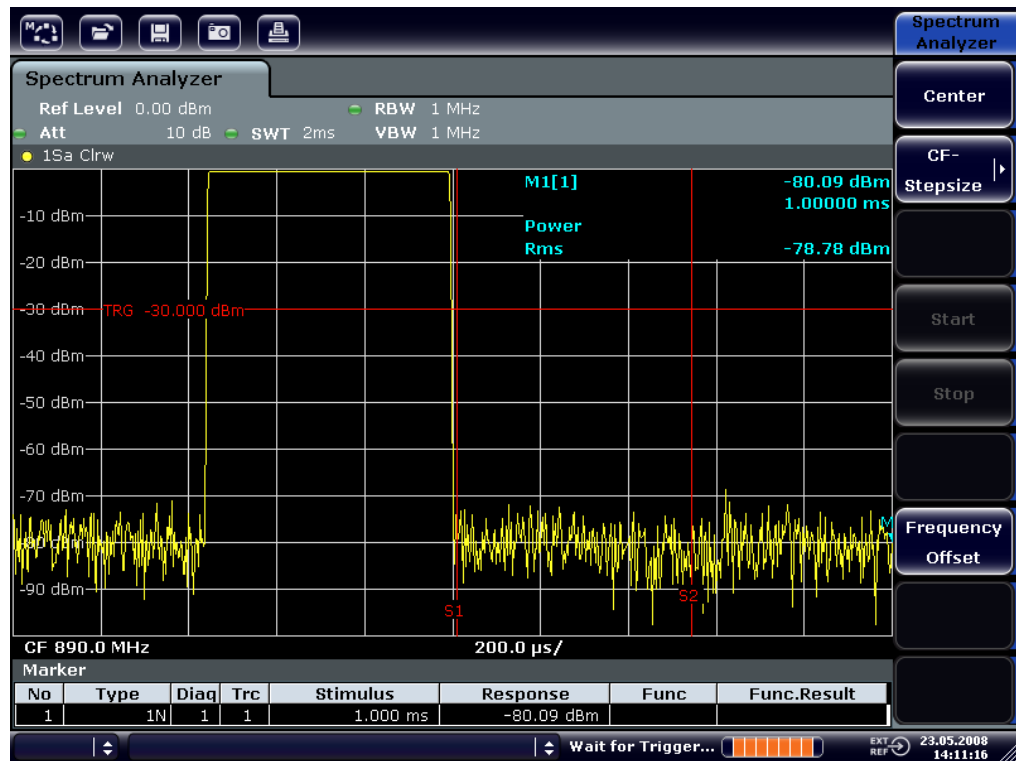 Spectrum Analyzer
Spectrum Analyzer
Ref Level 0.00 dBm RBW 1 MHz
Att 10 dB SWT 2ms VBW 1 MHz
1Sa Clrw
M1[1] -80.09 dBm
1.00000 ms
Power
Rms -78.78 dBm
-10 dBm
-20 dBm
-30 dBm
TRG -30.000 dBm
-40 dBm
-50 dBm
-60 dBm
-70 dBm
-80 dBm
-90 dBm
M
S1
S2
CF 890.0 MHz 200.0 µs/
Marker
No Type Diag Trc Stimulus Response Func Func.Result
1 1N 1 1 1.000 ms -80.09 dBm
Center
CF-
Stepsize
Start
Stop
Frequency
Offset
Wait for Trigger...
EXT
REF
23.05.2008
14:11:16